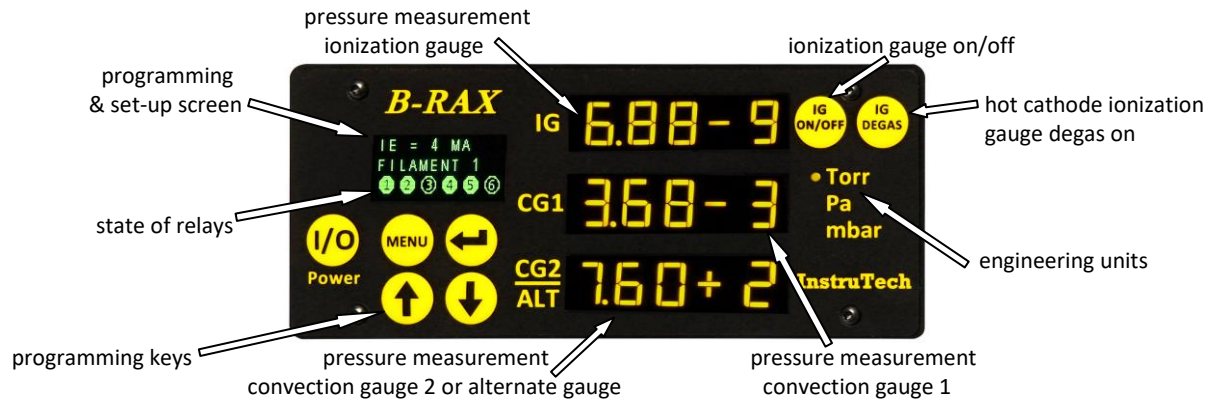 pressure measurement
ionization gauge
ionization gauge on/off
programming
& set-up screen
hot cathode ionization
gauge degas on
B-RAX
IG
6.88-9
IG
ON/OFF
IG
DEGAS
IE = 4 MA
FILAMENT 1
1 2 3 4 5 6
state of relays
CG1
3.68-3
Torr
Pa
mbar
engineering units
I/O
Power
MENU
CG2
ALT
7.60+2
InstruTech
programming keys
pressure measurement
convection gauge 2 or alternate gauge
pressure measurement
convection gauge 1